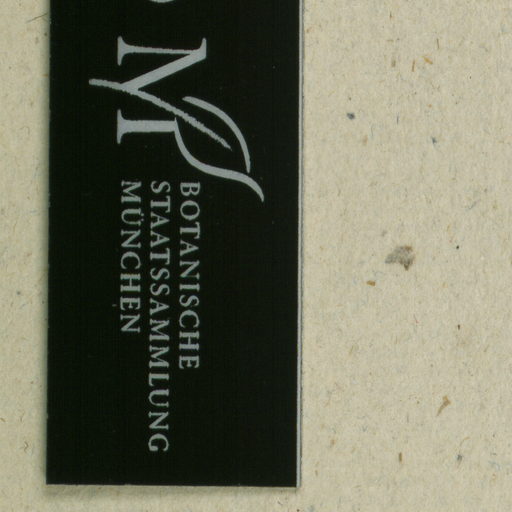 M
BOTANISCHE
STAATSSAMMLUNG
MÜNCHEN